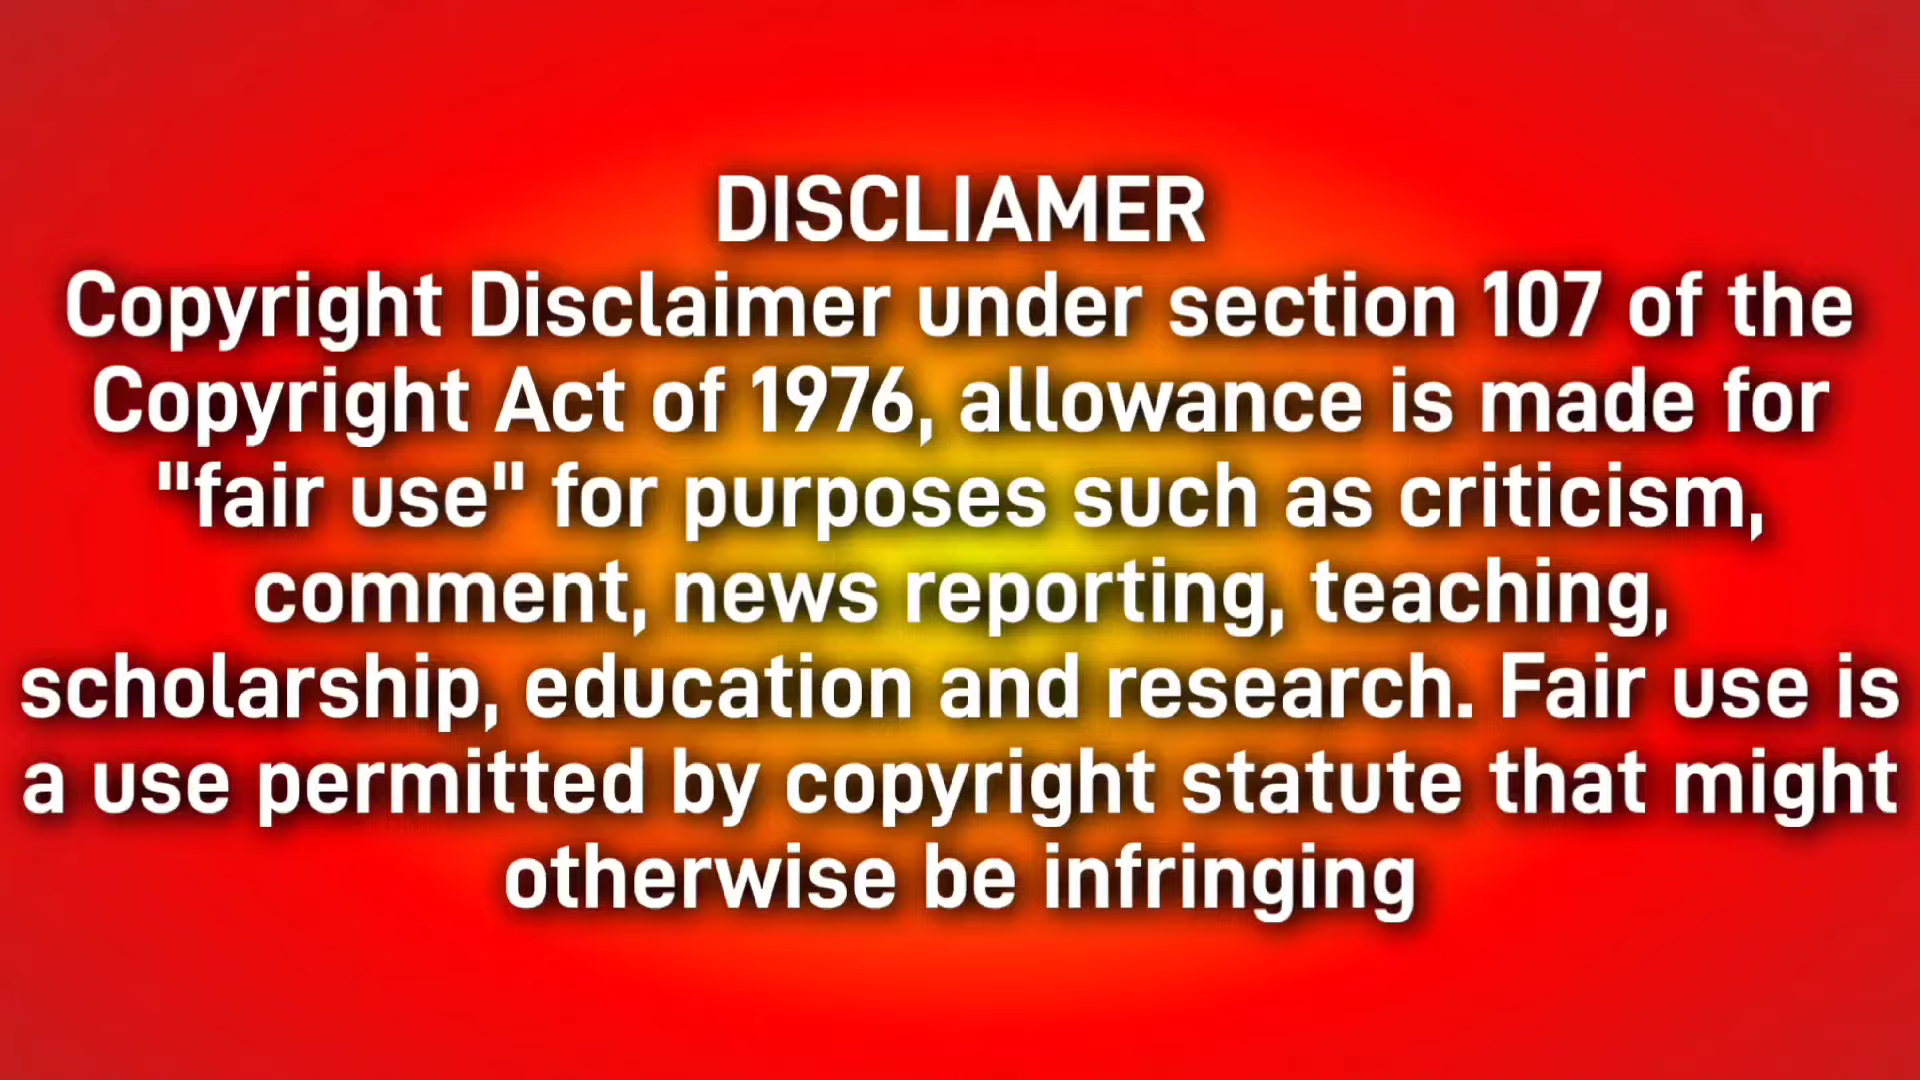 DISCLIAMER
Copyright Disclaimer under section 107 of the
Copyright Act of 1976, allowance is made for
"fair use" for purposes such as criticism,
comment, news reporting, teaching,
scholarship, education and research. Fair use is
a use permitted by copyright statute that might
otherwise be infringing